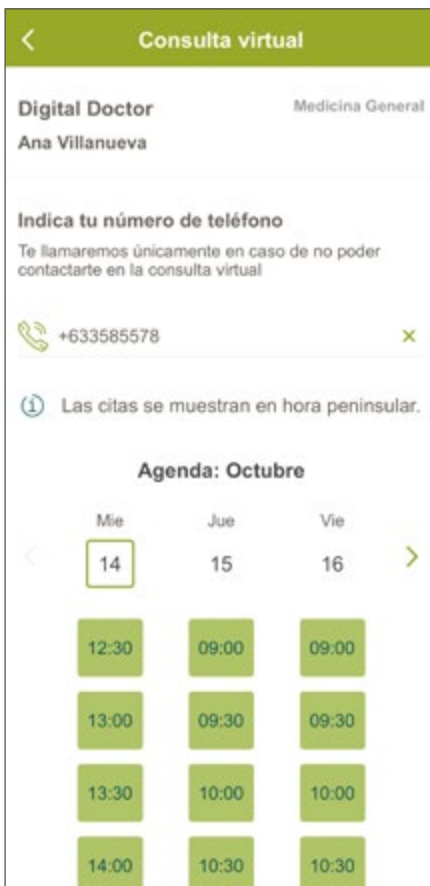 Consulta virtual
Digital Doctor Medicina General
Ana Villanueva
Indica tu número de teléfono
Te llamaremos únicamente en caso de no poder
contactarte en la consulta virtual
+633585578
Las citas se muestran en hora peninsular.
Agenda: Octubre
Mie Jue Vie
14 15 16
12:30 09:00 09:00
13:00 09:30 09:30
13:30 10:00 10:00
14:00 10:30 10:30